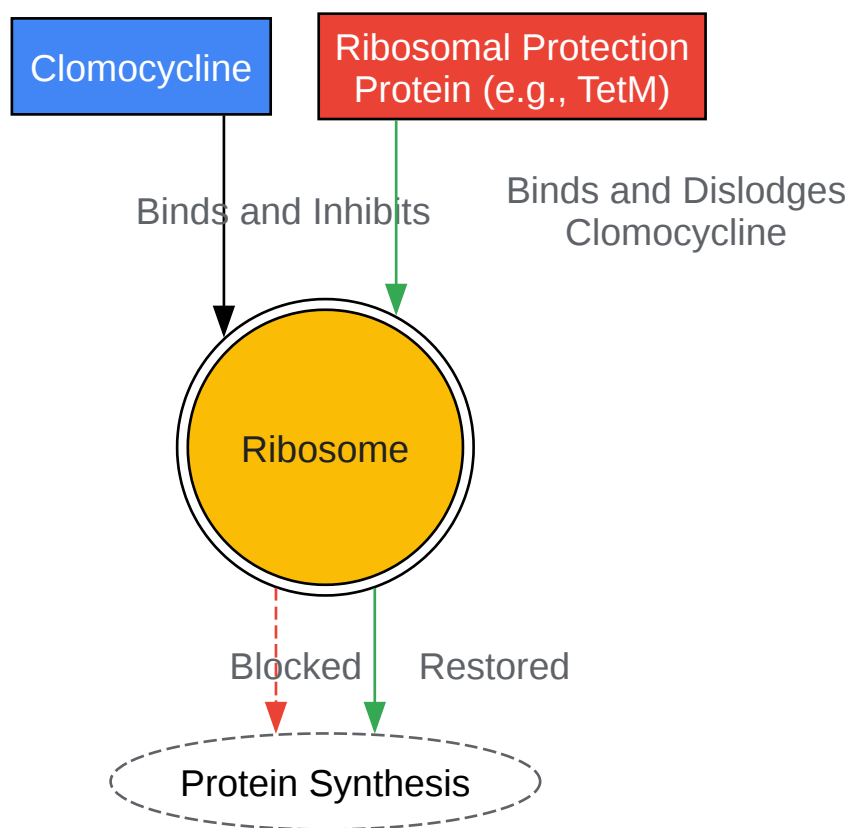 Clomocycline
Ribosomal Protection
Protein (e.g., TetM)
Binds and Inhibits
Binds and Dislodges
Clomocycline
Ribosome
Blocked
Restored
Protein Synthesis